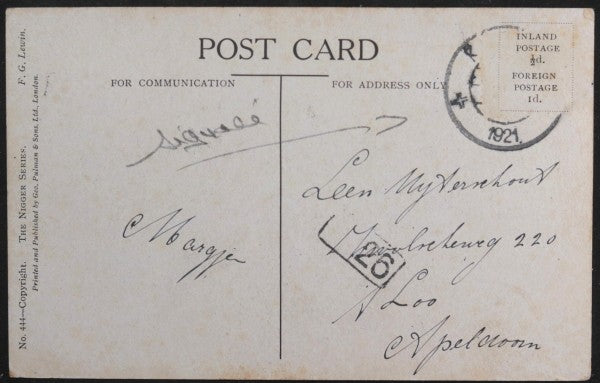 POST CARD
FOR COMMUNICATION
FOR ADDRESS ONLY
INLAND
POSTAGE
½d.
FOREIGN
POSTAGE
1d.
1921.
Margje
Leen Uyterschout
220
't Loo
Apeldoorn
26
No. 444—Copyright. THE NIGGER SERIES. F. G. Lewin.
Printed and Published by Geo. Pulman & Sons, Ltd., London.